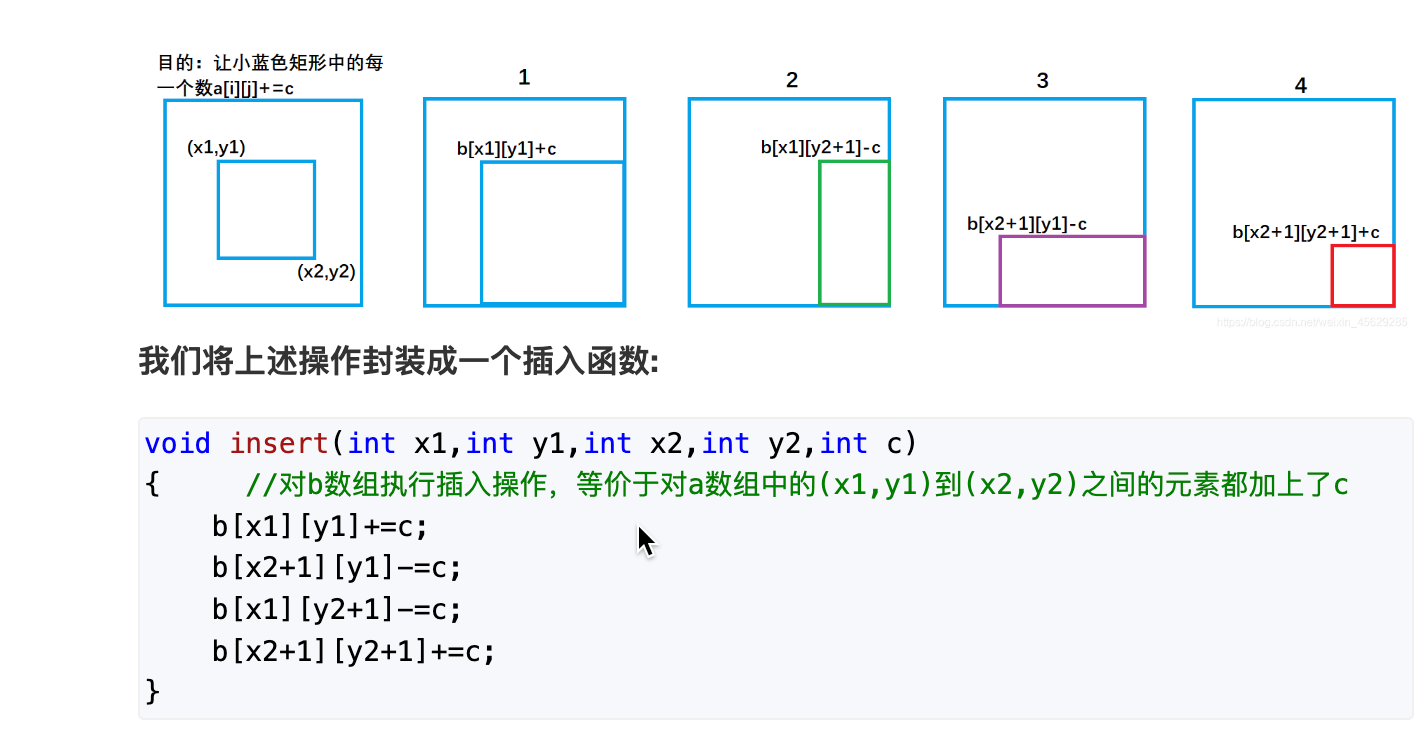 目的：让小蓝色矩形中的每
一个数a[i][j]+=c
(x1,y1)
(x2,y2)
1
b[x1][y1]+c
2
b[x1][y2+1]-c
3
b[x2+1][y1]-c
4
b[x2+1][y2+1]+c
https://blog.csdn.net/weixin_45629285
我们将上述操作封装成一个插入函数:
void insert(int x1,int y1,int x2,int y2,int c)
{     //对b数组执行插入操作，等价于对a数组中的(x1,y1)到(x2,y2)之间的元素都加上了c
    b[x1][y1]+=c;
    b[x2+1][y1]-=c;
    b[x1][y2+1]-=c;
    b[x2+1][y2+1]+=c;
}